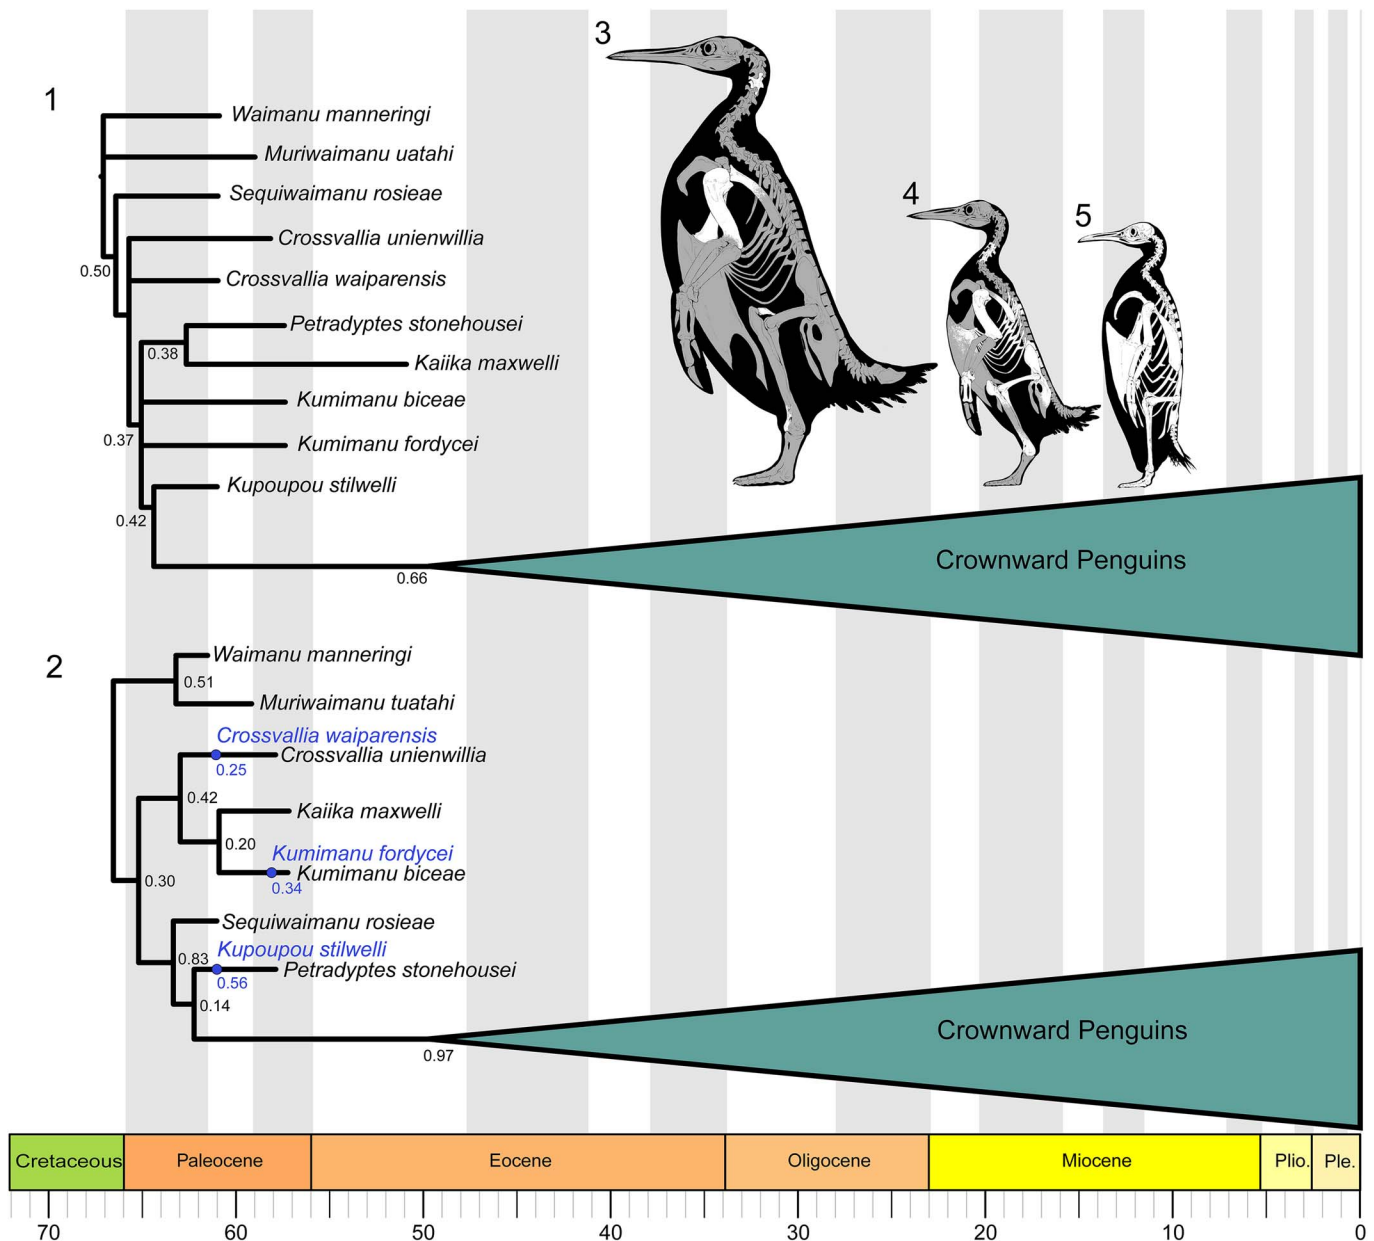 3
1
Waimanu manneringi
Muriwaimanu uatahi
Sequiwaimanu rosieae
4
5
Crossvallia unienwillia
0.50
Crossvallia waiparensis
Petradyptes stonehousei
0.38
Kaiika maxwelli
Kumimanu biceae
0.37
Kumimanu fordycei
Kupoupou stilwelli
0.42
Crownward Penguins
0.66
2
Waimanu manneringi
0.51
Muriwaimanu tuatahi
Crossvallia waiparensis
Crossvallia unienwillia
0.25
0.42
Kaiika maxwelli
0.20
Kumimanu fordycei
Kumimanu biceae
0.30
0.34
Sequiwaimanu rosieae
Kupoupou stilwelli
0.83
Petradyptes stonehousei
0.56
0.14
Crownward Penguins
0.97
Cretaceous Paleocene Eocene Oligocene Miocene Plio. Ple.
70 60 50 40 30 20 10 0